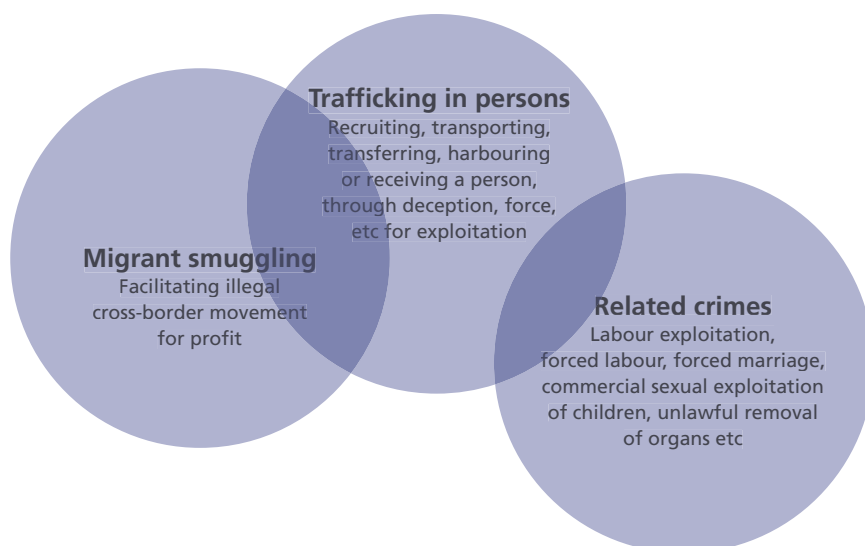 Trafficking in persons
Recruiting, transporting,
transferring, harbouring
or receiving a person,
through deception, force,
etc for exploitation
Migrant smuggling
Facilitating illegal
cross-border movement
for profit
Related crimes
Labour exploitation,
forced labour, forced marriage,
commercial sexual exploitation
of children, unlawful removal
of organs etc